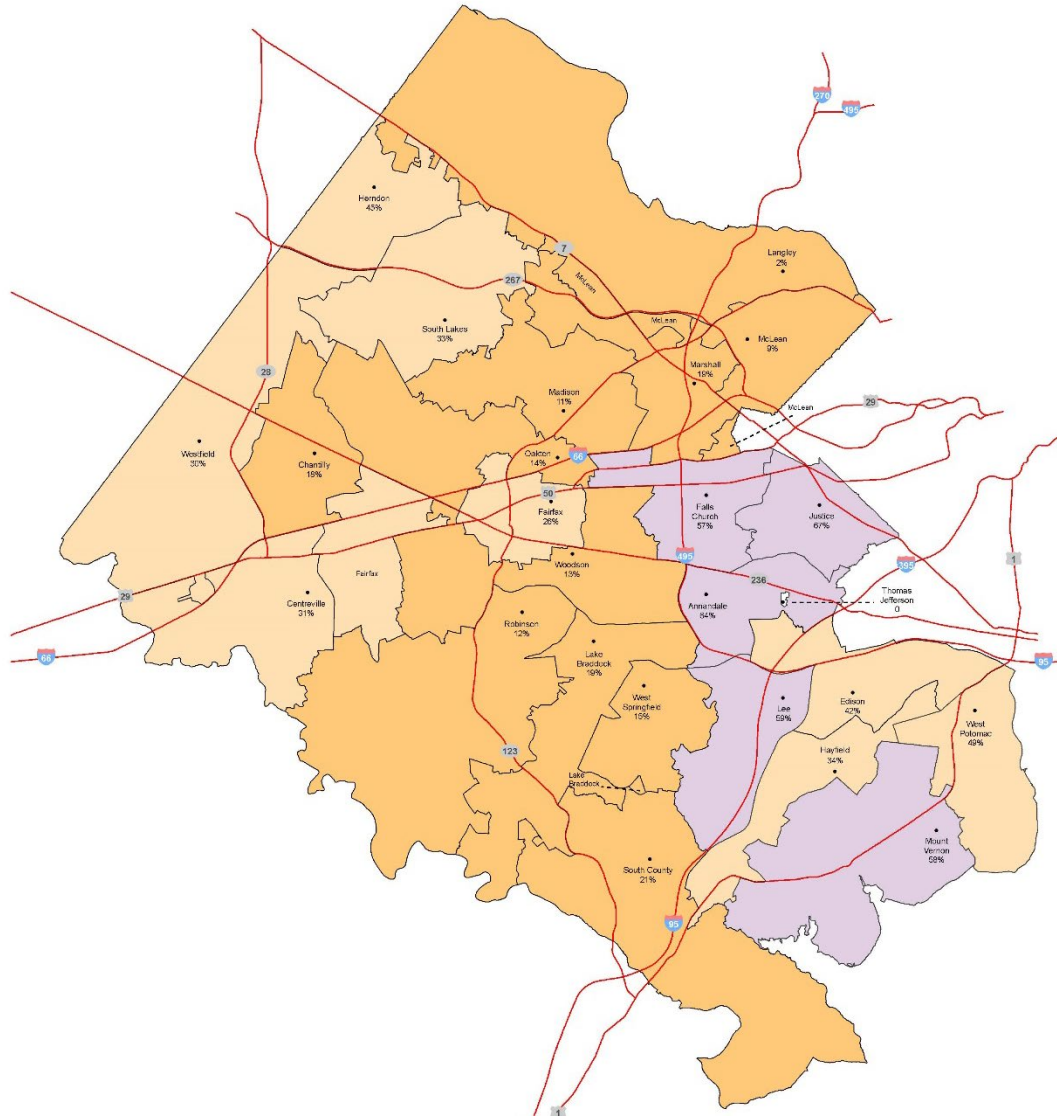 270
495
Herndon
45%
7
Langley
2%
McLean
267
South Lakes
33%
McLean
McLean
9%
Marshall
19%
28
Madison
11%
McLean
29
Westfield
30%
Chantilly
19%
Oakton
14%
66
50
Fairfax
26%
Falls
Church
57%
Justice
67%
495
Woodson
13%
395
1
236
Fairfax
29
Centreville
31%
Annandale
64%
Thomas
Jefferson
0
Robinson
12%
66
Lake
Braddock
19%
95
West
Springfield
15%
Lee
59%
Edison
42%
West
Potomac
49%
123
Hayfield
34%
Lake
Braddock
Mount
Vernon
58%
South County
21%
95
1